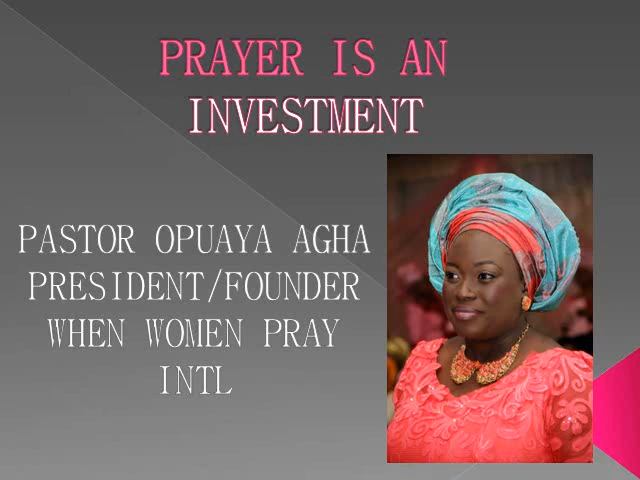 PRAYER IS AN
INVESTMENT
PASTOR OPUAYA AGHA
PRESIDENT/FOUNDER
WHEN WOMEN PRAY
INTL